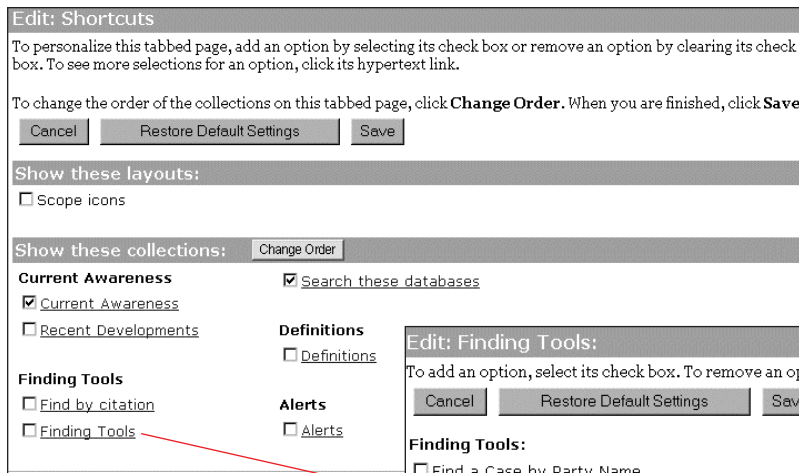 Edit: Shortcuts
To personalize this tabbed page, add an option by selecting its check box or remove an option by clearing its check
box. To see more selections for an option, click its hypertext link.
To change the order of the collections on this tabbed page, click Change Order. When you are finished, click Save
Cancel Restore Default Settings Save
Show these layouts:
Scope icons
Show these collections: Change Order
Current Awareness
Current Awareness
Recent Developments
Finding Tools
Find by citation
Finding Tools
Search these databases
Definitions
Definitions
Alerts
Alerts
Edit: Finding Tools:
To add an option, select its check box. To remove an op
Cancel Restore Default Settings Sav
Finding Tools:
Find a Case by Party Name